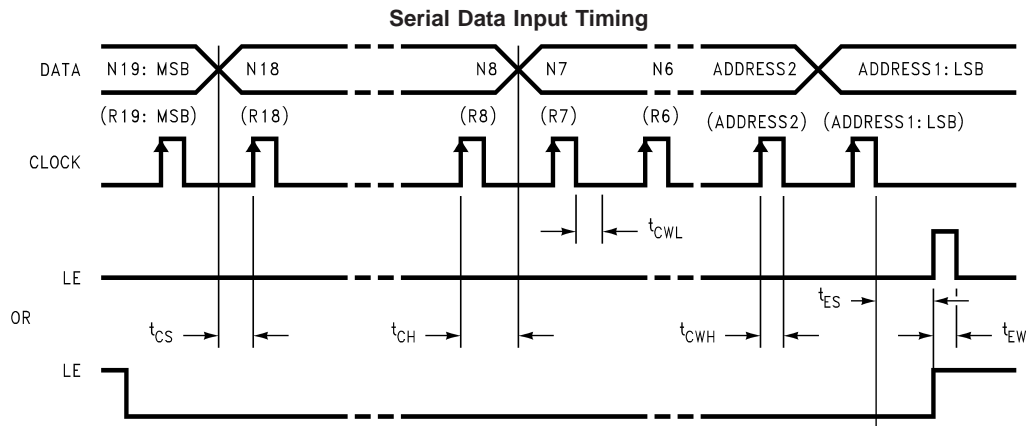 Serial Data Input Timing
DATA N19: MSB N18 N8 N7 N6 ADDRESS2 ADDRESS1:LSB
(R19: MSB) (R18) (R8) (R7) (R6) (ADDRESS2) (ADDRESS1:LSB)
CLOCK
tCWL
LE
tES
OR
tCS tCH tCWH tEW
LE